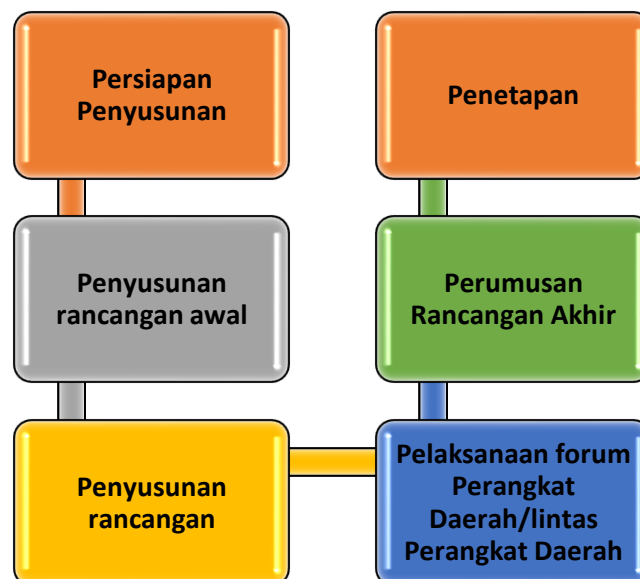 Persiapan
Penyusunan
Penyusunan
rancangan awal
Penyusunan
rancangan
Pelaksanaan forum
Perangkat
Daerah/lintas
Perangkat Daerah
Perumusan
Rancangan Akhir
Penetapan